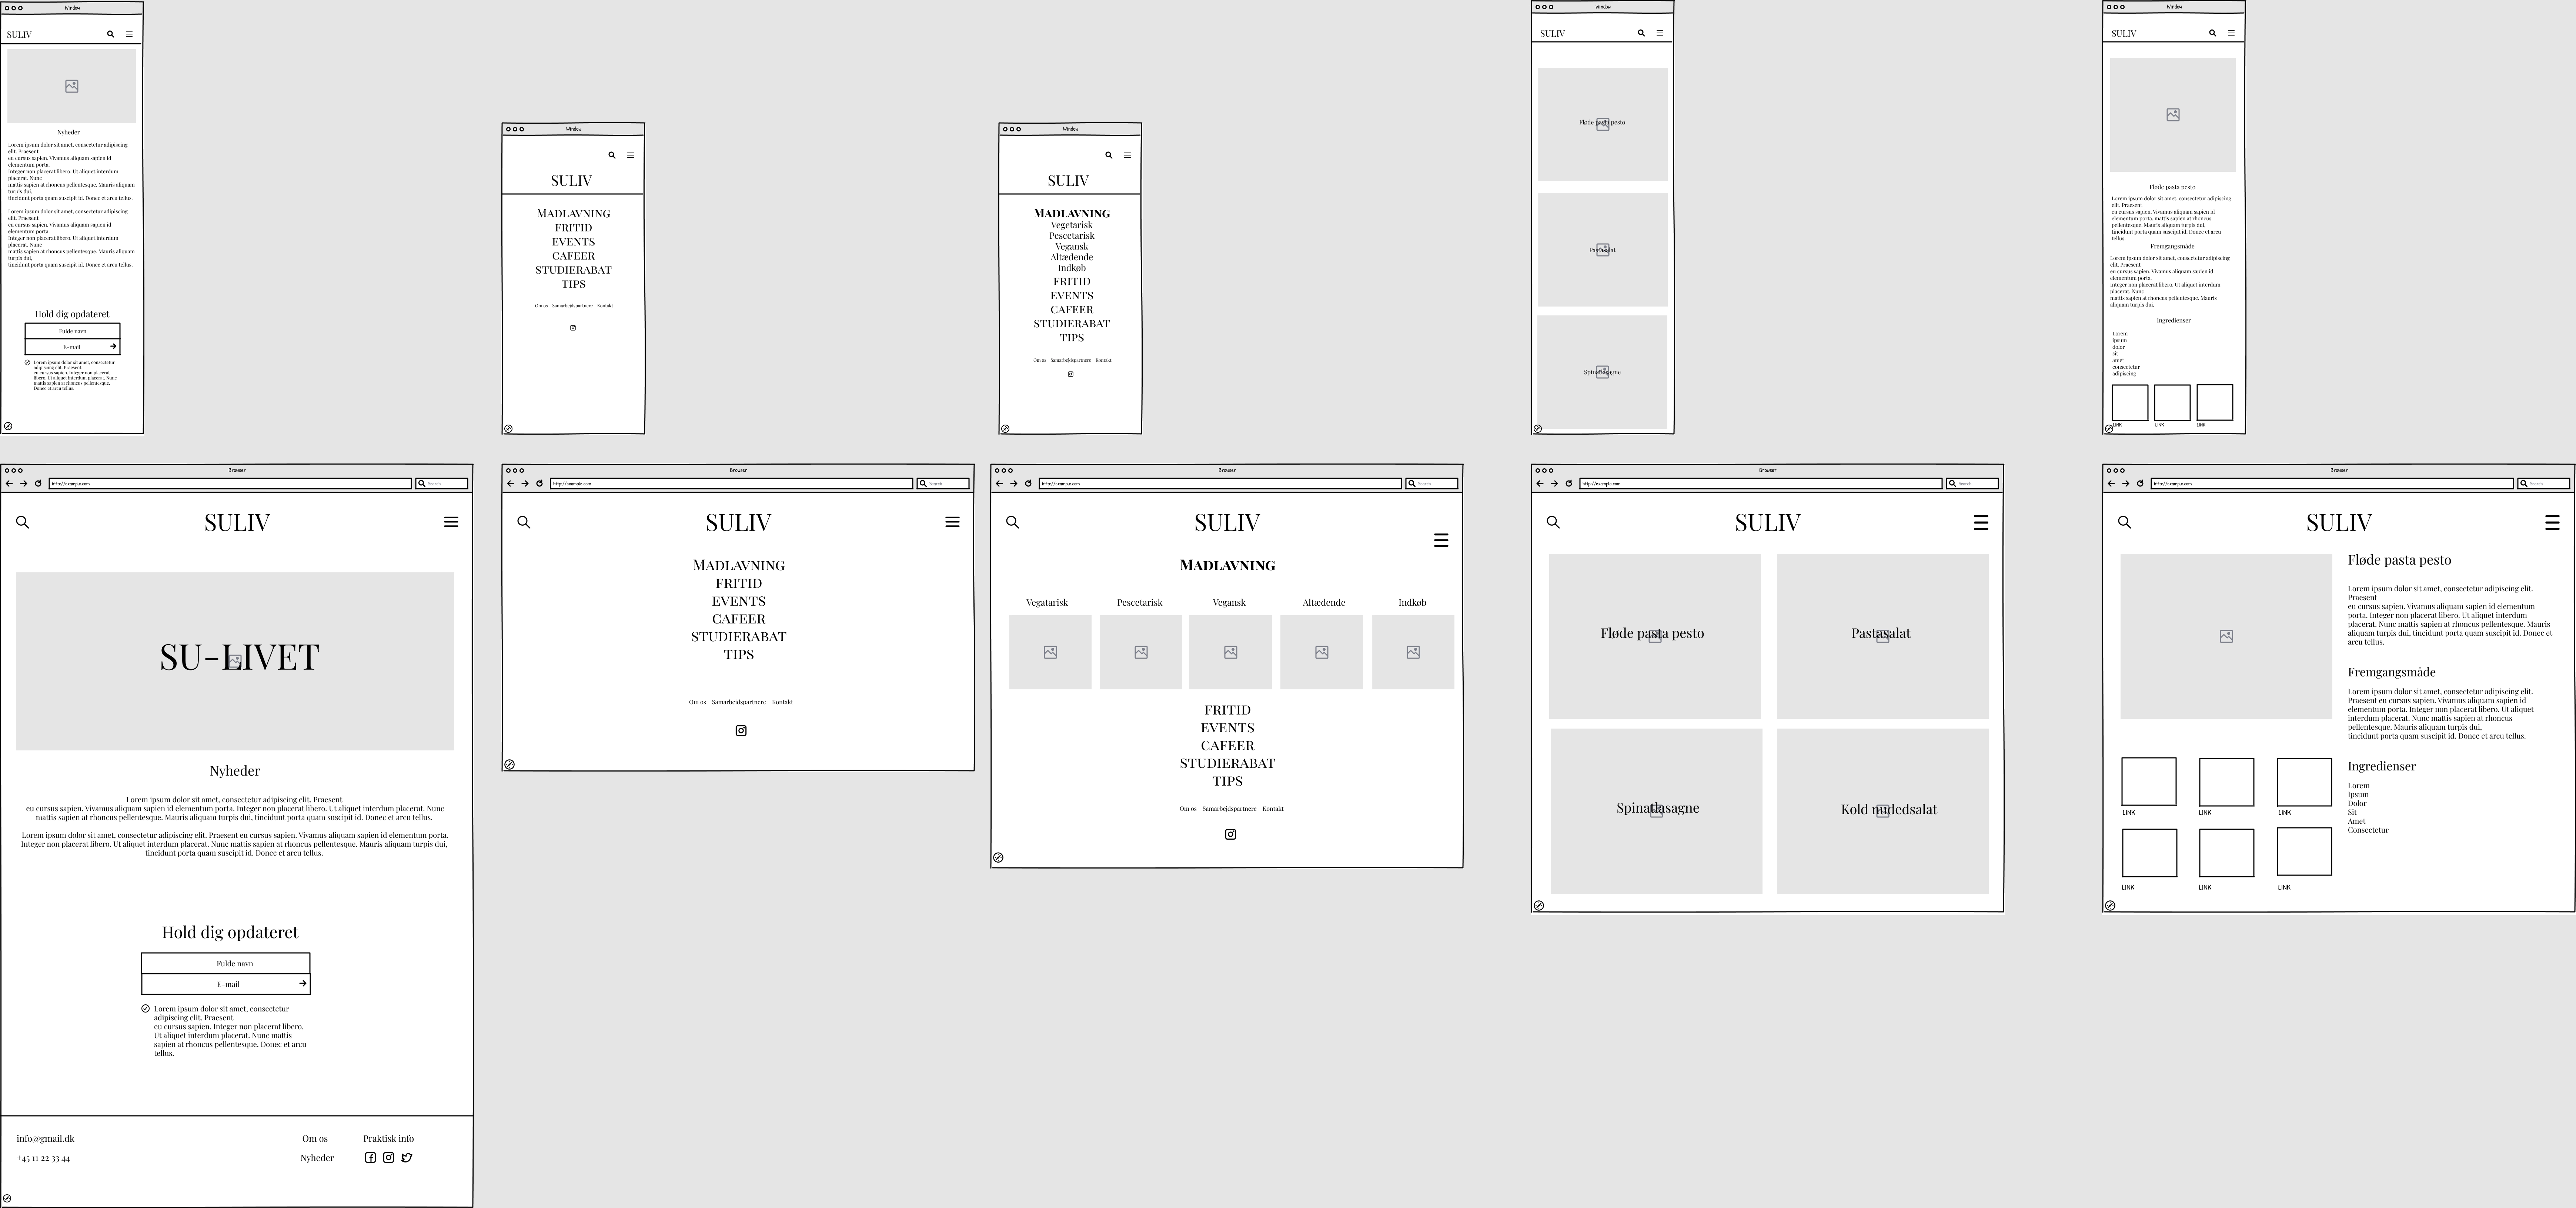 Window
SULIV
Nyheder
Lorem ipsum dolor sit amet, consectetur adipiscing
elit. Praesent
eu cursus sapien. Vivamus aliquam sapien id
elementum porta.
Integer non placerat libero. Ut aliquet interdum
placerat. Nunc
mattis sapien at rhoncus pellentesque. Mauris aliquam
turpis dui,
tincidunt porta quam suscipit id. Donec et arcu tellus.
Lorem ipsum dolor sit amet, consectetur adipiscing
elit. Praesent
eu cursus sapien. Vivamus aliquam sapien id
elementum porta.
Integer non placerat libero. Ut aliquet interdum
placerat. Nunc
mattis sapien at rhoncus pellentesque. Mauris aliquam
turpis dui,
tincidunt porta quam suscipit id. Donec et arcu tellus.
Hold dig opdateret
Fulde navn
E-mail
Lorem ipsum dolor sit amet, consectetur
adipiscing elit. Praesent
eu cursus sapien. Integer non placerat
libero. Ut aliquet interdum placerat. Nunc
mattis sapien at rhoncus pellentesque.
Donec et arcu tellus.
Window
SULIV
MADLAVNING
FRITID
EVENTS
CAFEER
STUDIERABAT
TIPS
Om os Samarbejdspartnere Kontakt
Window
SULIV
MADLAVNING
Vegetarisk
Pescetarisk
Vegansk
Altædende
Indkøb
FRITID
EVENTS
CAFEER
STUDIERABAT
TIPS
Om os Samarbejdspartnere Kontakt
Window
SULIV
Fløde pasta pesto
Pastasalat
Spinatlasagne
Window
SULIV
Fløde pasta pesto
Lorem ipsum dolor sit amet, consectetur adipiscing
elit. Praesent
eu cursus sapien. Vivamus aliquam sapien id
elementum porta. mattis sapien at rhoncus
pellentesque. Mauris aliquam turpis dui,
tincidunt porta quam suscipit id. Donec et arcu
tellus.
Fremgangsmåde
Lorem ipsum dolor sit amet, consectetur adipiscing
elit. Praesent
eu cursus sapien. Vivamus aliquam sapien id
elementum porta.
Integer non placerat libero. Ut aliquet interdum
placerat. Nunc
mattis sapien at rhoncus pellentesque. Mauris
aliquam turpis dui,
Ingredienser
Lorem
ipsum
dolor
sit
amet
consectetur
adipiscing
LINK LINK LINK
Browser
http://example.com Search
SULIV
SU-LIVET
Nyheder
Lorem ipsum dolor sit amet, consectetur adipiscing elit. Praesent
eu cursus sapien. Vivamus aliquam sapien id elementum porta. Integer non placerat libero. Ut aliquet interdum placerat. Nunc
mattis sapien at rhoncus pellentesque. Mauris aliquam turpis dui, tincidunt porta quam suscipit id. Donec et arcu tellus.
Lorem ipsum dolor sit amet, consectetur adipiscing elit. Praesent eu cursus sapien. Vivamus aliquam sapien id elementum porta.
Integer non placerat libero. Ut aliquet interdum placerat. Nunc mattis sapien at rhoncus pellentesque. Mauris aliquam turpis dui,
tincidunt porta quam suscipit id. Donec et arcu tellus.
Hold dig opdateret
Fulde navn
E-mail
Lorem ipsum dolor sit amet, consectetur
adipiscing elit. Praesent
eu cursus sapien. Integer non placerat libero.
Ut aliquet interdum placerat. Nunc mattis
sapien at rhoncus pellentesque. Donec et arcu
tellus.
info@gmail.dk Om os Praktisk info
+45 11 22 33 44 Nyheder
Browser
http://example.com Search
SULIV
MADLAVNING
FRITID
EVENTS
CAFEER
STUDIERABAT
TIPS
Om os Samarbejdspartnere Kontakt
Browser
http://example.com Search
SULIV
MADLAVNING
Vegatarisk Pescetarisk Vegansk Altædende Indkøb
FRITID
EVENTS
CAFEER
STUDIERABAT
TIPS
Om os Samarbejdspartnere Kontakt
Browser
http://example.com Search
SULIV
Fløde pasta pesto Pastasalat
Spinatlasagne Kold nudedsalat
Browser
http://example.com Search
SULIV
Fløde pasta pesto
Lorem ipsum dolor sit amet, consectetur adipiscing elit.
Praesent
eu cursus sapien. Vivamus aliquam sapien id elementum
porta. Integer non placerat libero. Ut aliquet interdum
placerat. Nunc mattis sapien at rhoncus pellentesque. Mauris
aliquam turpis dui, tincidunt porta quam suscipit id. Donec et
arcu tellus.
Fremgangsmåde
Lorem ipsum dolor sit amet, consectetur adipiscing elit.
Praesent eu cursus sapien. Vivamus aliquam sapien id
elementum porta. Integer non placerat libero. Ut aliquet
interdum placerat. Nunc mattis sapien at rhoncus
pellentesque. Mauris aliquam turpis dui,
tincidunt porta quam suscipit id. Donec et arcu tellus.
Ingredienser
Lorem
Ipsum
Dolor
Sit
Amet
Consectetur
LINK LINK LINK
LINK LINK LINK